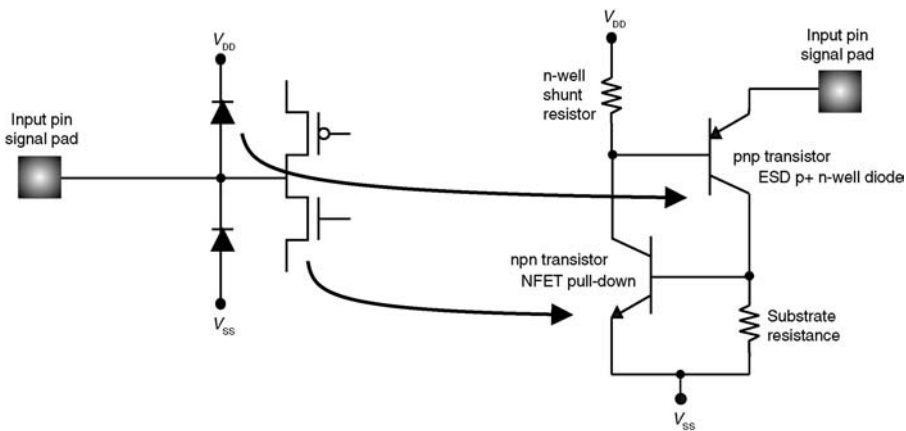 V_DD
Input pin
signal pad
V_SS
V_DD
n-well
shunt
resistor
Input pin
signal pad
pnp transistor
ESD p+ n-well diode
npn transistor
NFET pull-down
Substrate
resistance
V_SS